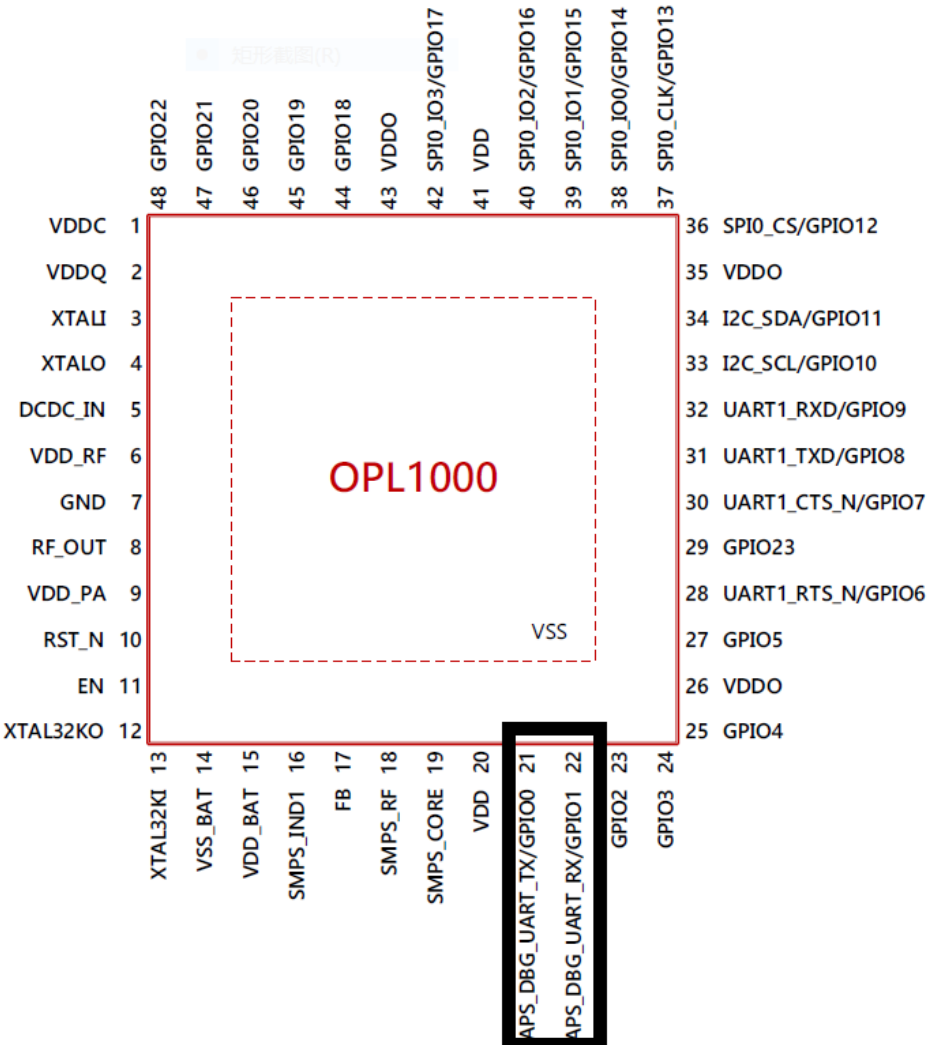 矩形截图(R)
48 GPIO22
47 GPIO21
46 GPIO20
45 GPIO19
44 GPIO18
43 VDDO
42 SPI0_IO3/GPIO17
41 VDD
40 SPI0_IO2/GPIO16
39 SPI0_IO1/GPIO15
38 SPI0_IO0/GPIO14
37 SPI0_CLK/GPIO13
VDDC 1
VDDQ 2
XTALI 3
XTALO 4
DCDC_IN 5
VDD_RF 6
GND 7
RF_OUT 8
VDD_PA 9
RST_N 10
EN 11
XTAL32KO 12
OPL1000
VSS
36 SPI0_CS/GPIO12
35 VDDO
34 I2C_SDA/GPIO11
33 I2C_SCL/GPIO10
32 UART1_RXD/GPIO9
31 UART1_TXD/GPIO8
30 UART1_CTS_N/GPIO7
29 GPIO23
28 UART1_RTS_N/GPIO6
27 GPIO5
26 VDDO
25 GPIO4
XTAL32KI 13
VSS_BAT 14
VDD_BAT 15
SMPS_IND1 16
FB 17
SMPS_RF 18
SMPS_CORE 19
VDD 20
APS_DBG_UART_TX/GPIO0 21
APS_DBG_UART_RX/GPIO1 22
GPIO2 23
GPIO3 24